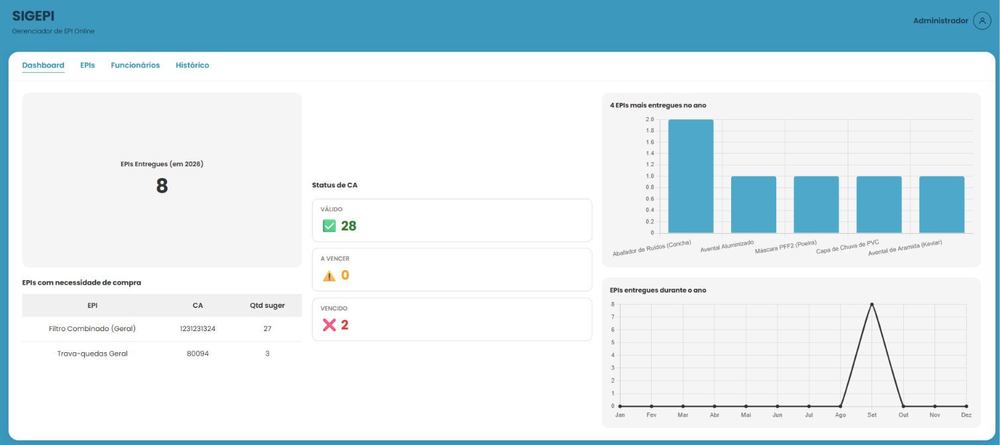 SIGEPI
Gerenciador de EPI Online
Administrador
Dashboard EPIs Funcionários Histórico
EPIs Entregues (em 2026)
8
EPIs com necessidade de compra
EPI CA Qtd suger
Filtro Combinado (Geral) 1231231324 27
Trava-quedas Geral 80094 3
Status de CA
VÁLIDO
28
A VENCER
0
VENCIDO
2
4 EPIs mais entregues no ano
2.0
1.8
1.6
1.4
1.2
1.0
0.8
0.6
0.4
0.2
0
Abafador de Ruídos (Concha) Avental Aluminizado Máscara PFF2 (Poeira) Capa de Chuva de PVC Avental de Aramida (Kevlar)
EPIs entregues durante o ano
8
7
6
5
4
3
2
1
0
Jan Fev Mar Abr Mai Jun Jul Ago Set Out Nov Dez